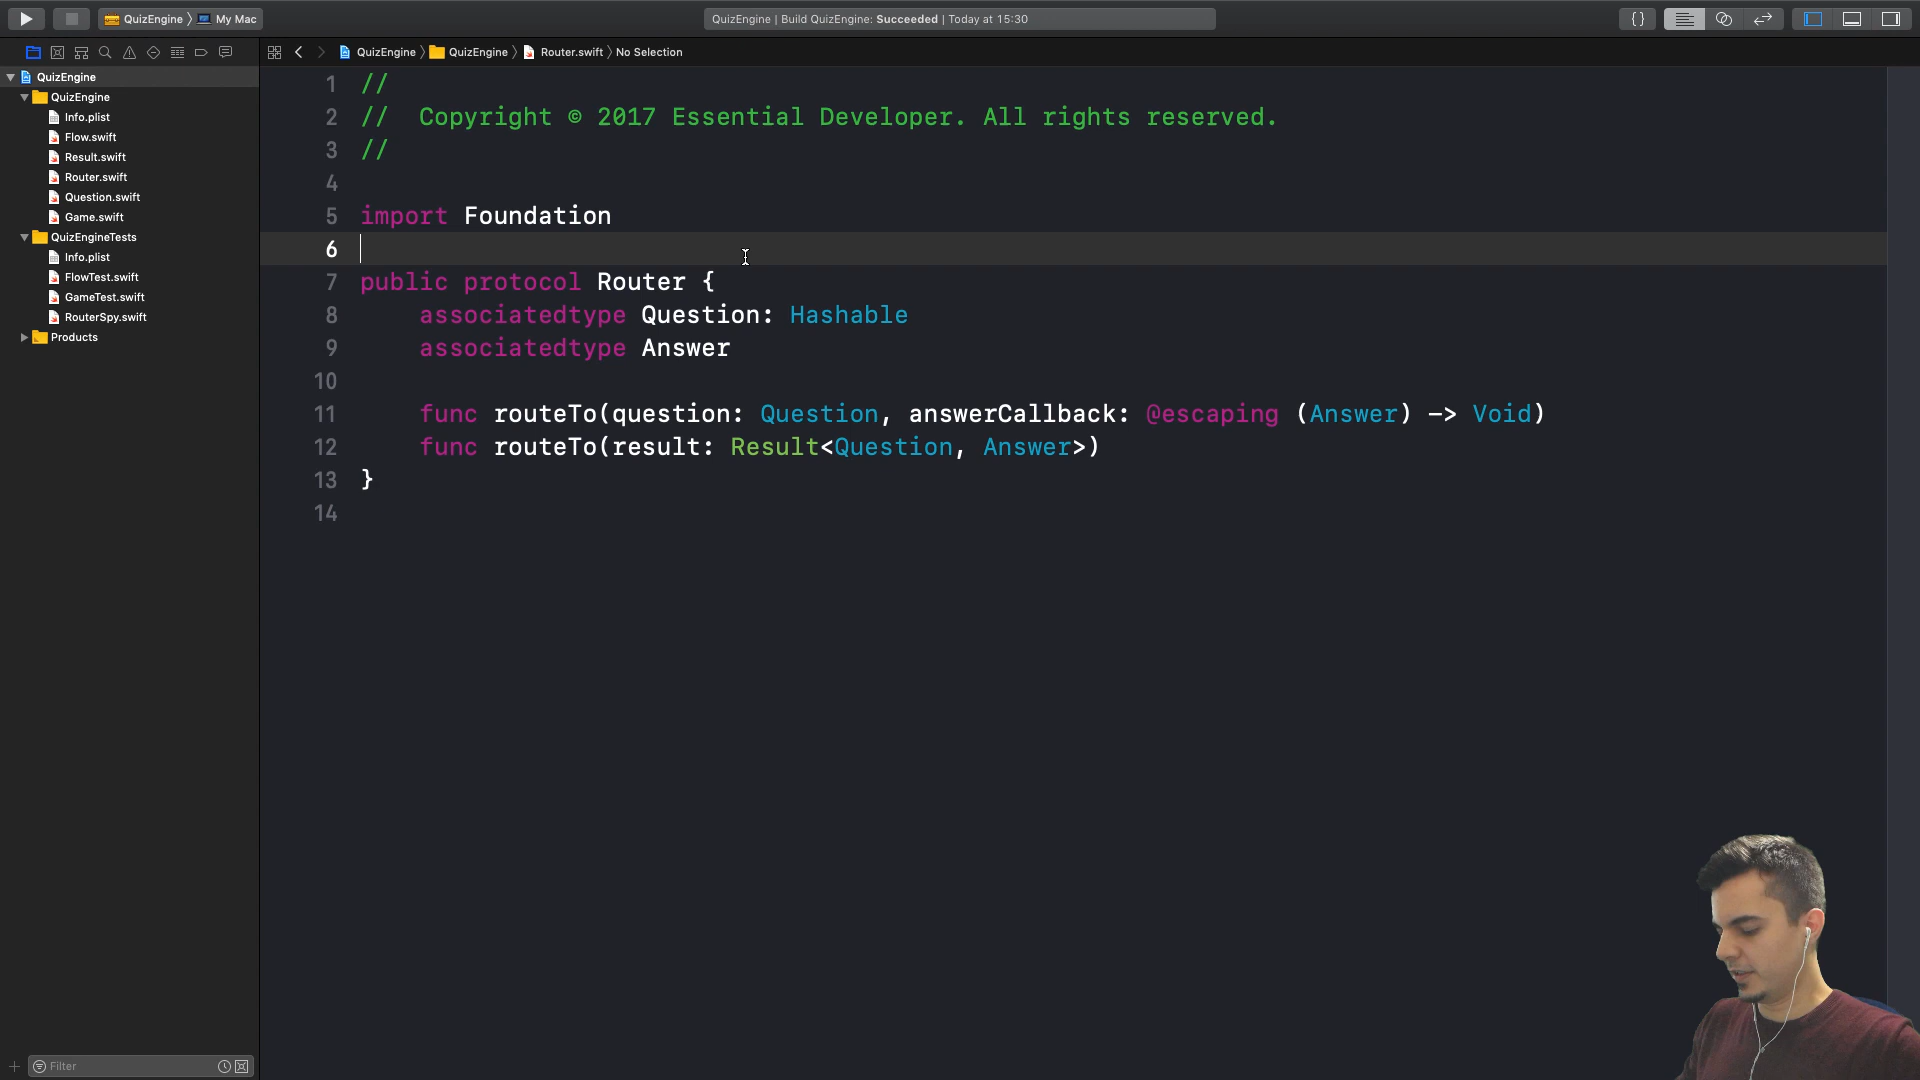 QuizEngine 〉 My Mac
QuizEngine | Build QuizEngine: Succeeded | Today at 15:30
{}
QuizEngine 〉 QuizEngine 〉 Router.swift 〉 No Selection
QuizEngine
QuizEngine
Info.plist
Flow.swift
Result.swift
Router.swift
Question.swift
Game.swift
QuizEngineTests
Info.plist
FlowTest.swift
GameTest.swift
RouterSpy.swift
Products
Filter
1 //
2 //  Copyright © 2017 Essential Developer. All rights reserved.
3 //
4
5 import Foundation
6
7 public protocol Router {
8     associatedtype Question: Hashable
9     associatedtype Answer
10
11     func routeTo(question: Question, answerCallback: @escaping (Answer) -> Void)
12     func routeTo(result: Result<Question, Answer>)
13 }
14